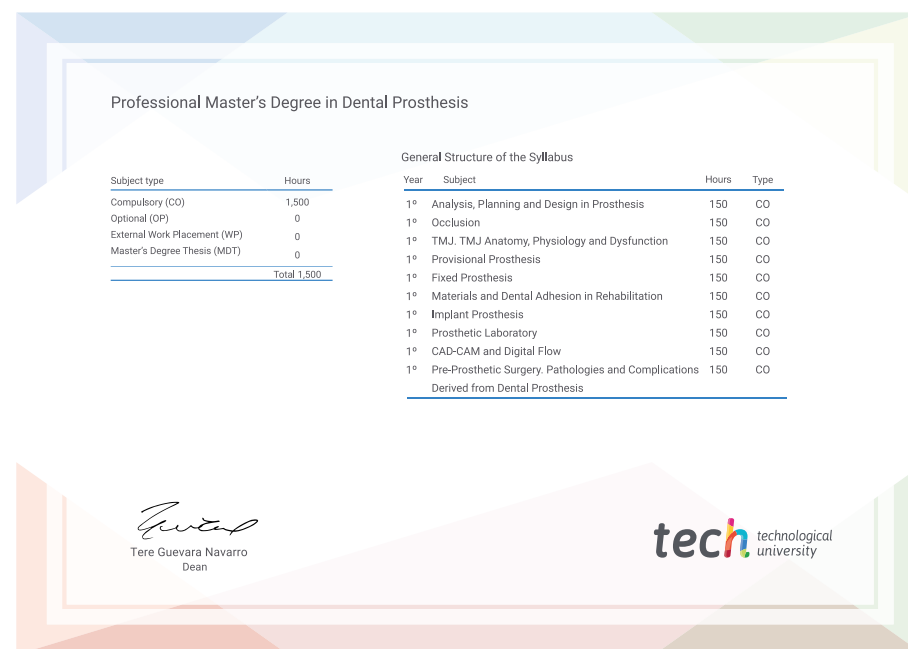 Professional Master's Degree in Dental Prosthesis
Subject type Hours
Compulsory (CO) 1,500
Optional (OP) 0
External Work Placement (WP) 0
Master's Degree Thesis (MDT) 0
Total 1,500
General Structure of the Syllabus
Year Subject Hours Type
1º Analysis, Planning and Design in Prosthesis 150 CO
1º Occlusion 150 CO
1º TMJ. TMJ Anatomy, Physiology and Dysfunction 150 CO
1º Provisional Prosthesis 150 CO
1º Fixed Prosthesis 150 CO
1º Materials and Dental Adhesion in Rehabilitation 150 CO
1º Implant Prosthesis 150 CO
1º Prosthetic Laboratory 150 CO
1º CAD-CAM and Digital Flow 150 CO
1º Pre-Prosthetic Surgery. Pathologies and Complications 150 CO
Derived from Dental Prosthesis
Tere Guevara Navarro
Dean
tech technological
university